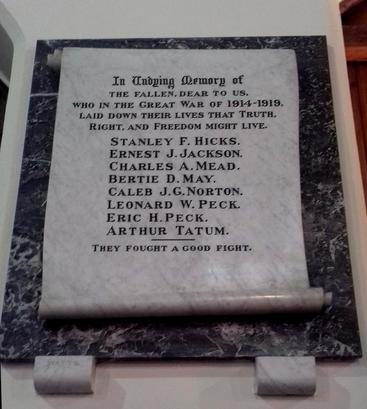 In Undying Memory of
THE FALLEN, DEAR TO US,
WHO IN THE GREAT WAR OF 1914-1919,
LAID DOWN THEIR LIVES THAT TRUTH,
RIGHT, AND FREEDOM MIGHT LIVE.
STANLEY F. HICKS.
ERNEST J. JACKSON.
CHARLES A. MEAD.
BERTIE D. MAY.
CALEB J.G. NORTON.
LEONARD W. PECK.
ERIC H. PECK.
ARTHUR TATUM.
THEY FOUGHT A GOOD FIGHT.